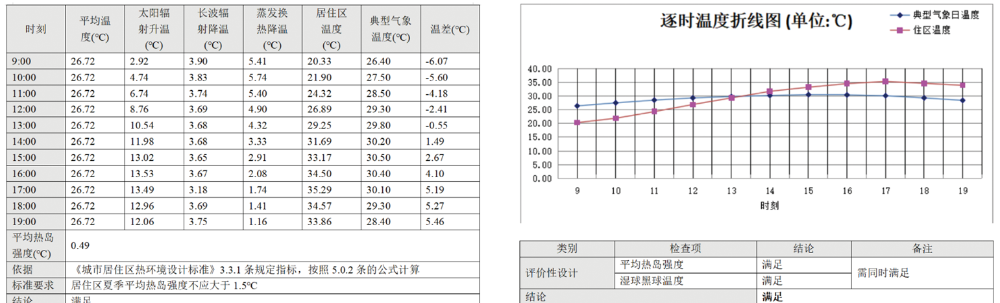 时刻 平均温度(℃) 太阳辐射升温(℃) 长波辐射降温(℃) 蒸发换热降温(℃) 居住区温度(℃) 典型气象温度(℃) 温差(℃)
9:00 26.72 2.92 3.90 5.41 20.33 26.40 -6.07
10:00 26.72 4.74 3.83 5.74 21.90 27.50 -5.60
11:00 26.72 6.74 3.74 5.40 24.32 28.50 -4.18
12:00 26.72 8.76 3.69 4.90 26.89 29.30 -2.41
13:00 26.72 10.54 3.68 4.32 29.25 29.80 -0.55
14:00 26.72 11.98 3.68 3.33 31.69 30.20 1.49
15:00 26.72 13.02 3.65 2.91 33.17 30.50 2.67
16:00 26.72 13.53 3.67 2.08 34.50 30.40 4.10
17:00 26.72 13.49 3.18 1.74 35.29 30.10 5.19
18:00 26.72 12.96 3.69 1.41 34.57 29.30 5.27
19:00 26.72 12.06 3.75 1.16 33.86 28.40 5.46
平均热岛强度(℃) 0.49
依据 《城市居住区热环境设计标准》3.3.1 条规定指标，按照 5.0.2 条的公式计算
标准要求 居住区夏季平均热岛强度不应大于 1.5℃
结论 满足
逐时温度折线图 (单位:℃)
典型气象日温度
住区温度
40.00
35.00
30.00
25.00
20.00
15.00
10.00
5.00
0.00
9 10 11 12 13 14 15 16 17 18 19
时刻
类别 检查项 结论 备注
评价性设计 平均热岛强度 满足 需同时满足
湿球黑球温度 满足
结论 满足